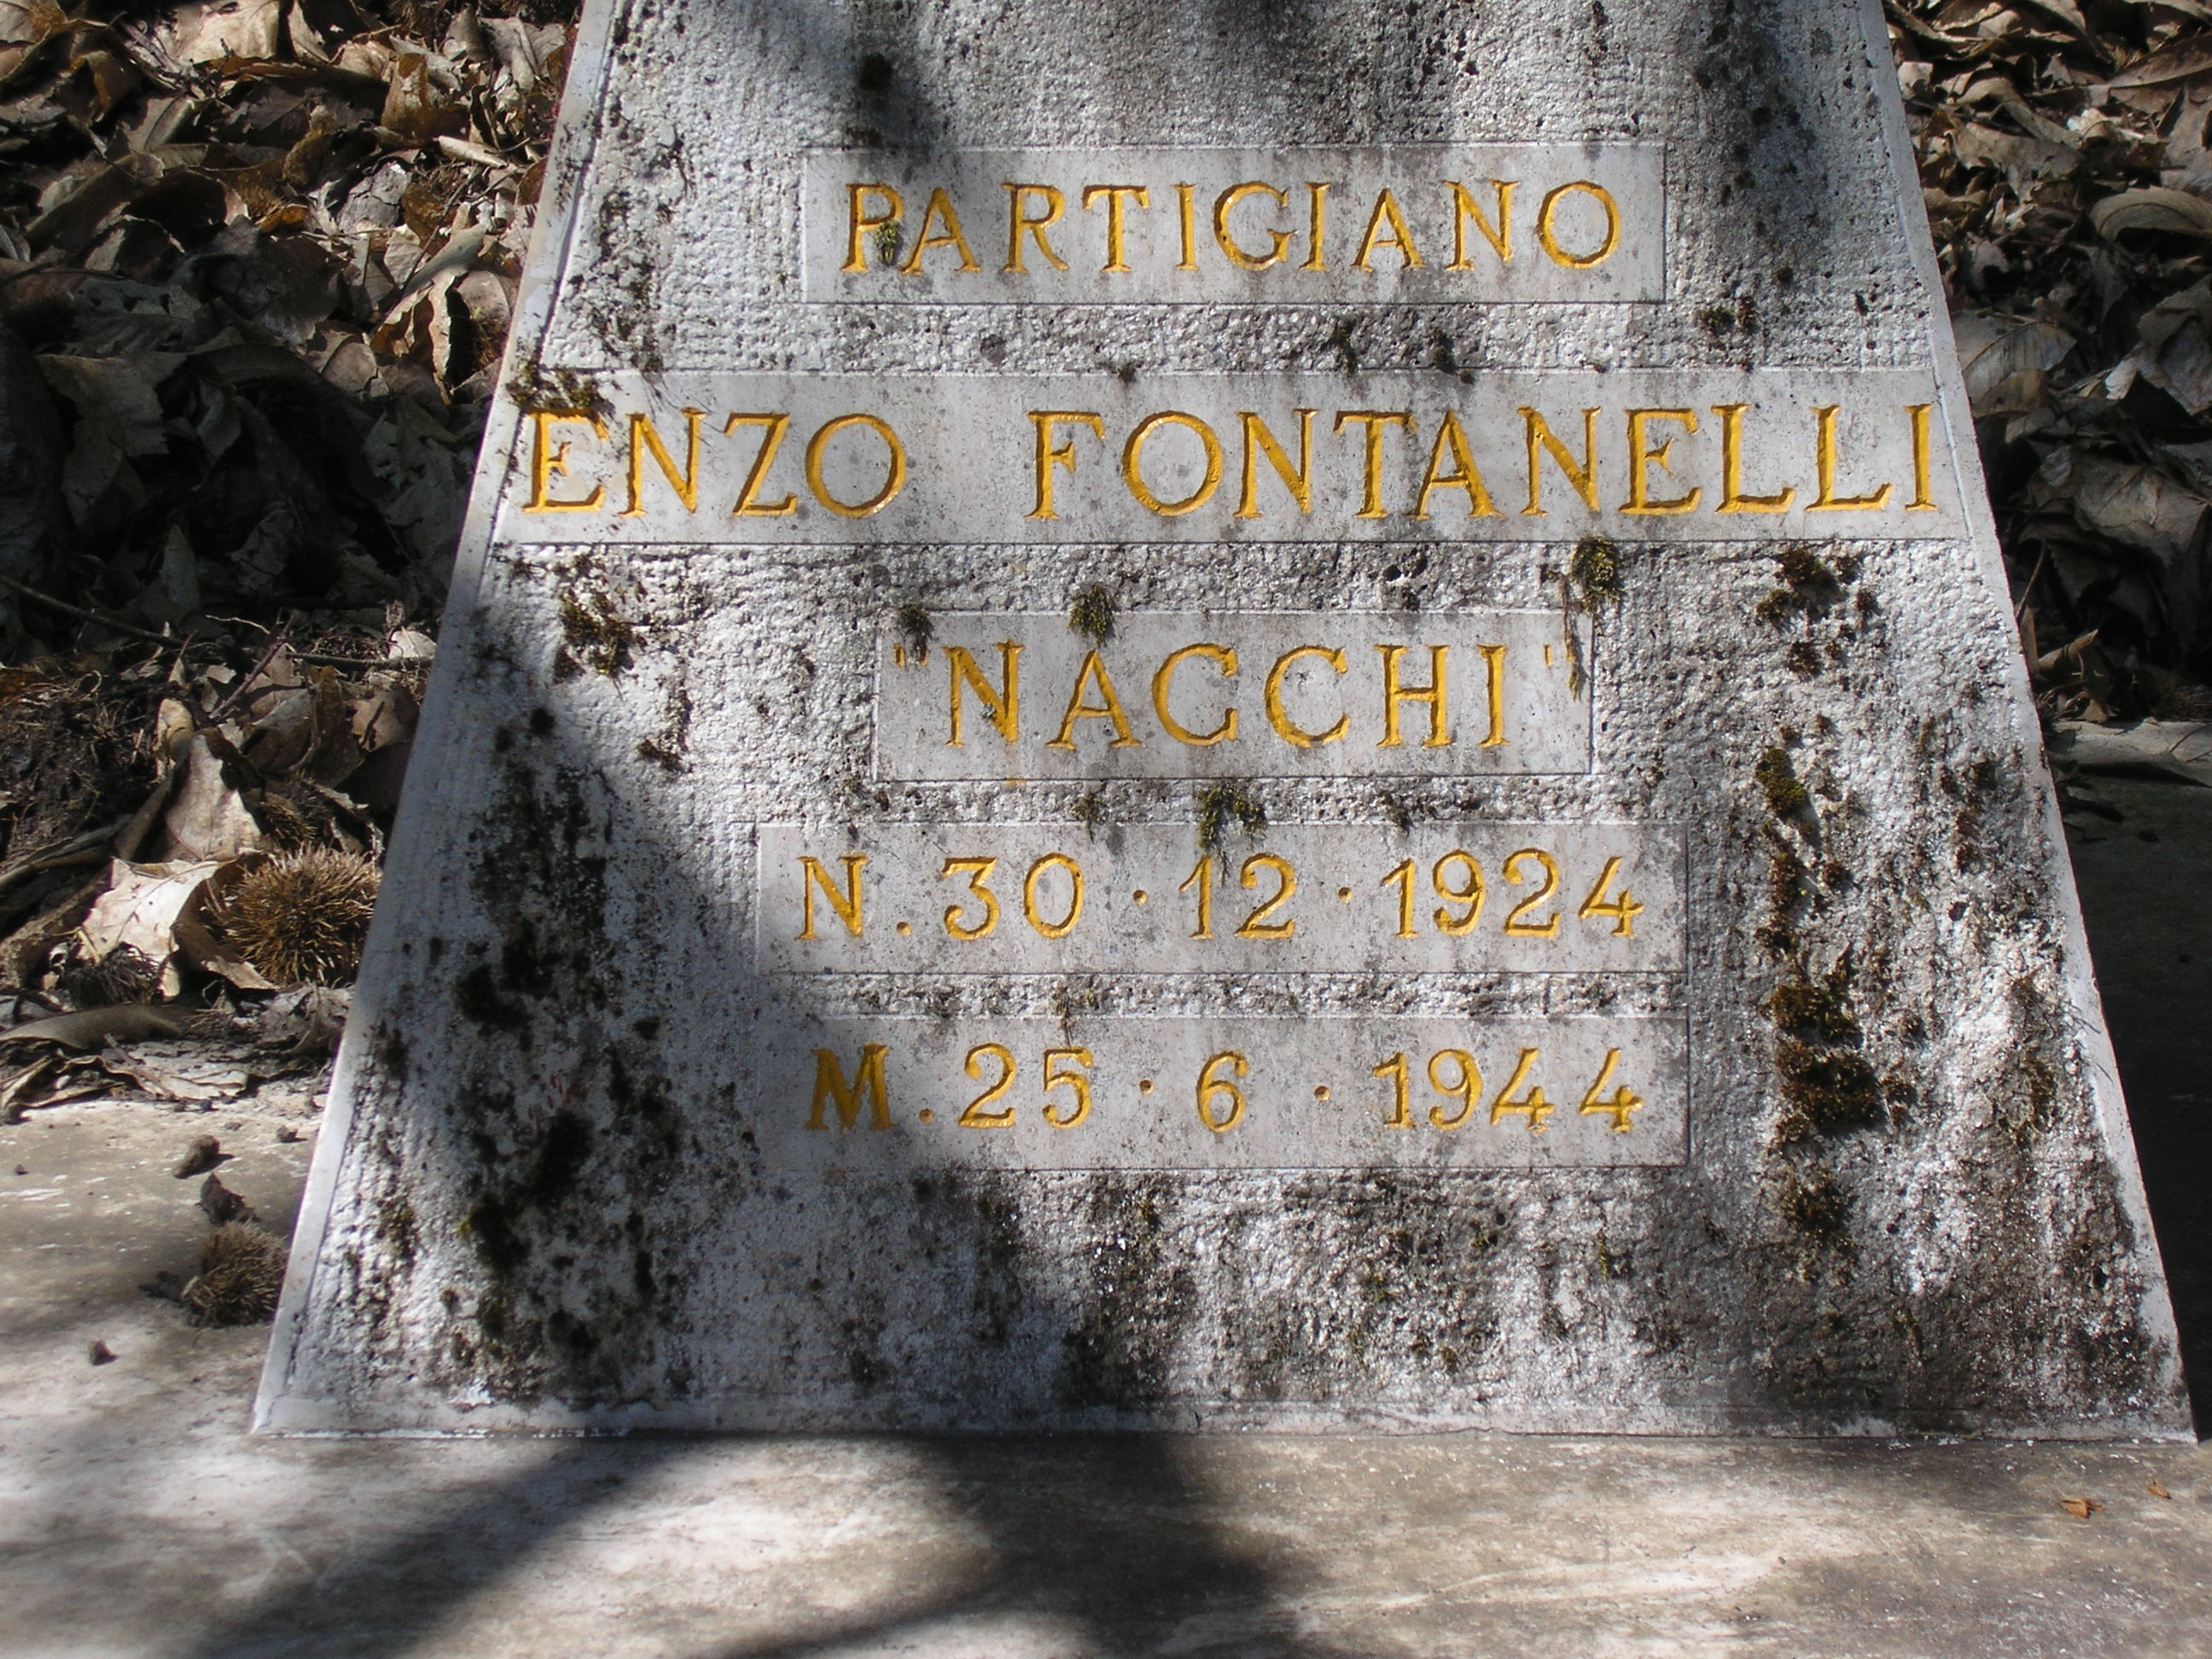 PARTIGIANO
ENZO FONTANELLI
"NACCHI"
N. 30 · 12 · 1924
M. 25 · 6 · 1944